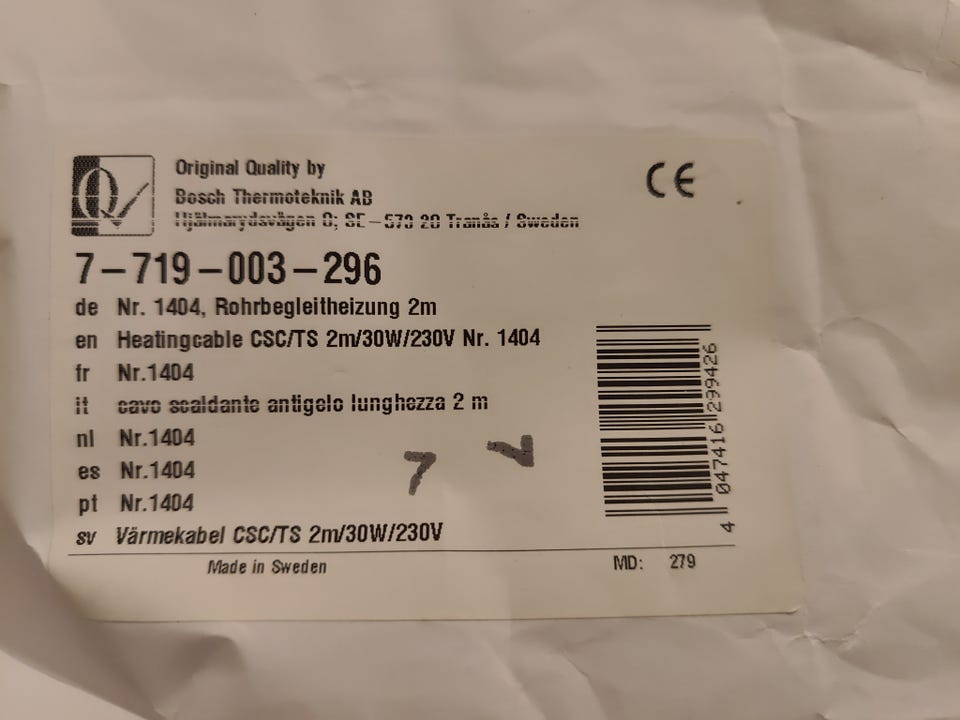 Original Quality by
Bosch Thermoteknik AB
Hjälmarydsvägen 8; SE-573 28 Tranås / Sweden
CE
7-719-003-296
de Nr. 1404, Rohrbegleitheizung 2m
en Heatingcable CSC/TS 2m/30W/230V Nr. 1404
fr Nr.1404
it cavo scaldante antigelo lunghezza 2 m
nl Nr.1404
es Nr.1404
pt Nr.1404
sv Värmekabel CSC/TS 2m/30W/230V
Made in Sweden
MD: 279
4 047416 299426